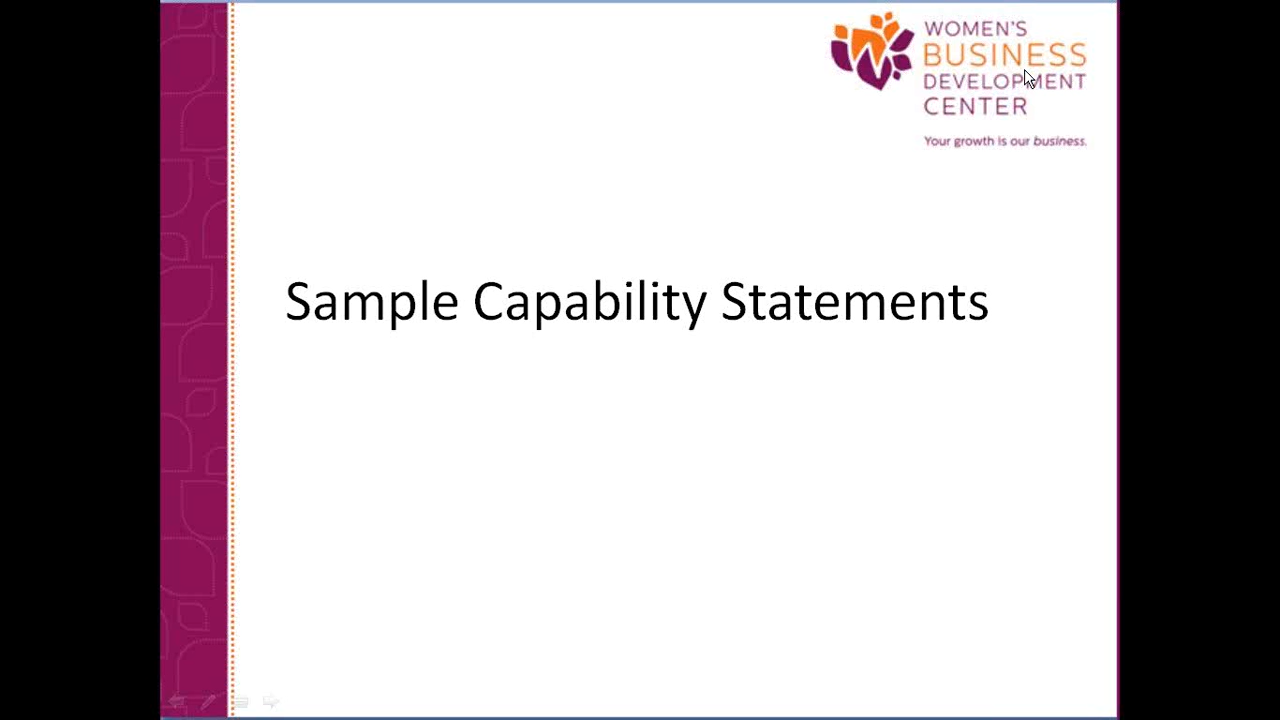 WOMEN'S
BUSINESS
DEVELOPMENT
CENTER
Your growth is our business.
Sample Capability Statements